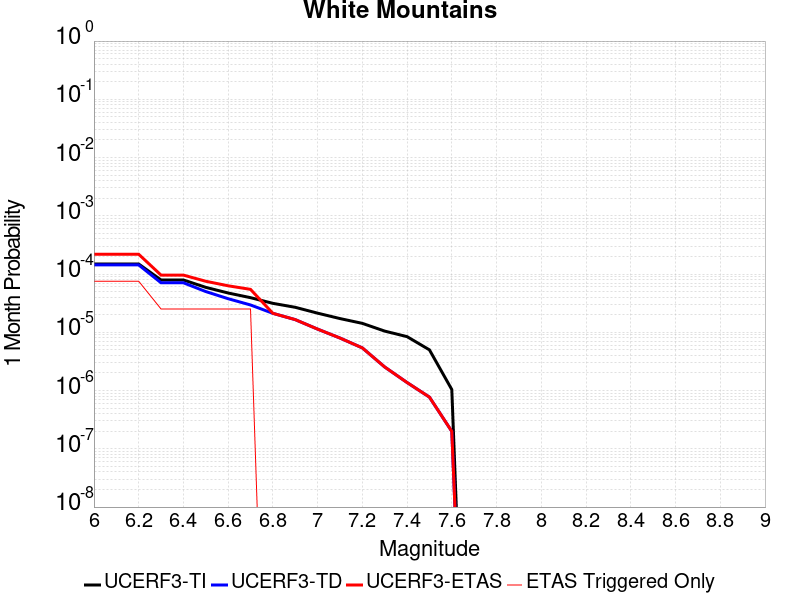 White Mountains
10^0
10^-1
10^-2
10^-3
10^-4
10^-5
10^-6
10^-7
10^-8
1 Month Probability
6 6.2 6.4 6.6 6.8 7 7.2 7.4 7.6 7.8 8 8.2 8.4 8.6 8.8 9
Magnitude
UCERF3-TI UCERF3-TD UCERF3-ETAS ETAS Triggered Only